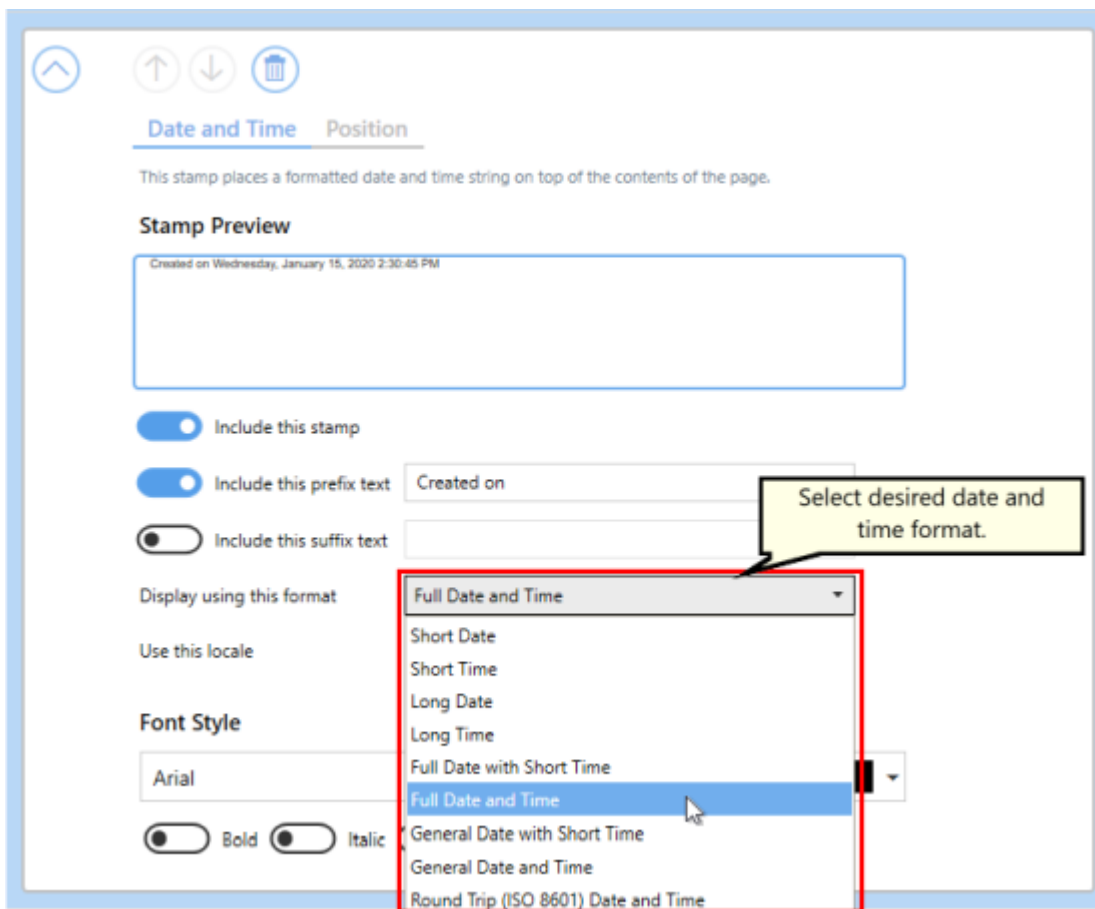 Date and Time Position
This stamp places a formatted date and time string on top of the contents of the page.
Stamp Preview
Created on Wednesday, January 15, 2020 2:30:45 PM
Include this stamp
Include this prefix text Created on
Select desired date and
time format.
Include this suffix text
Display using this format Full Date and Time
Short Date
Use this locale
Short Time
Long Date
Font Style
Long Time
Full Date with Short Time
Arial
Full Date and Time
Bold Italic
General Date with Short Time
General Date and Time
Round Trip (ISO 8601) Date and Time